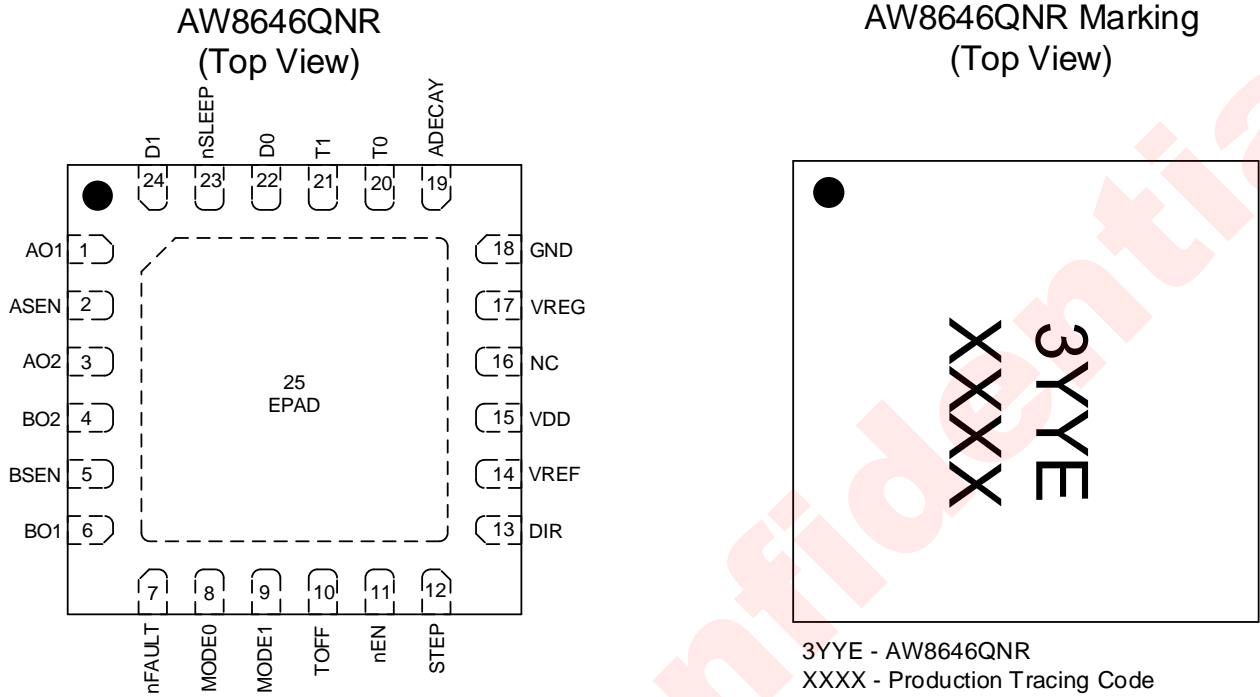 AW8646QNR
(Top View)
D1
nSLEEP
D0
T1
T0
ADECAY
24
23
22
21
20
19
AO1 1
ASEN 2
AO2 3
BO2 4
BSEN 5
BO1 6
25
EPAD
18 GND
17 VREG
16 NC
15 VDD
14 VREF
13 DIR
7
8
9
10
11
12
nFAULT
MODE0
MODE1
TOFF
nEN
STEP
AW8646QNR Marking
(Top View)
3YYE
XXXX
3YYE - AW8646QNR
XXXX - Production Tracing Code
nfidentia